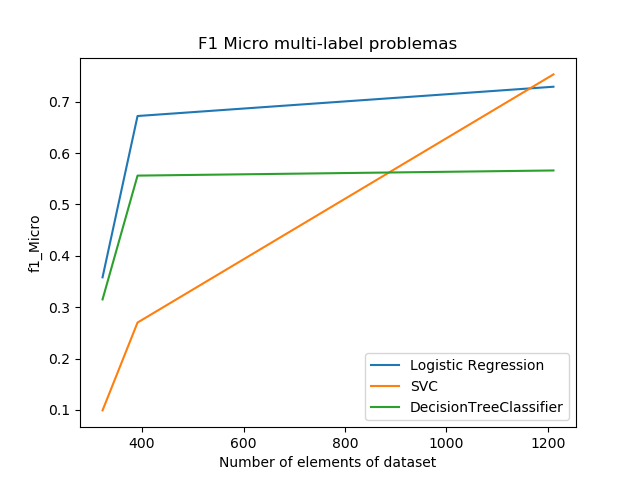 F1 Micro multi-label problemas
f1_Micro
0.7
0.6
0.5
0.4
0.3
0.2
0.1
Logistic Regression
SVC
DecisionTreeClassifier
400 600 800 1000 1200
Number of elements of dataset